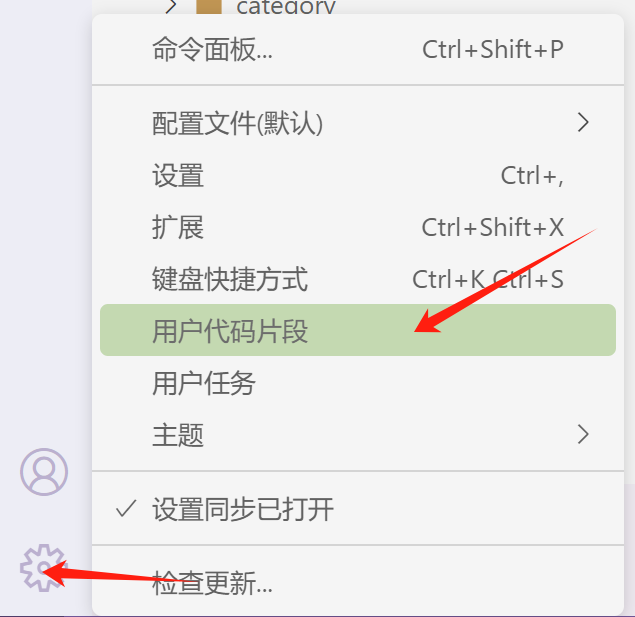 category
命令面板... Ctrl+Shift+P
配置文件(默认)
设置 Ctrl+,
扩展 Ctrl+Shift+X
键盘快捷方式 Ctrl+K Ctrl+S
用户代码片段
用户任务
主题
设置同步已打开
检查更新...